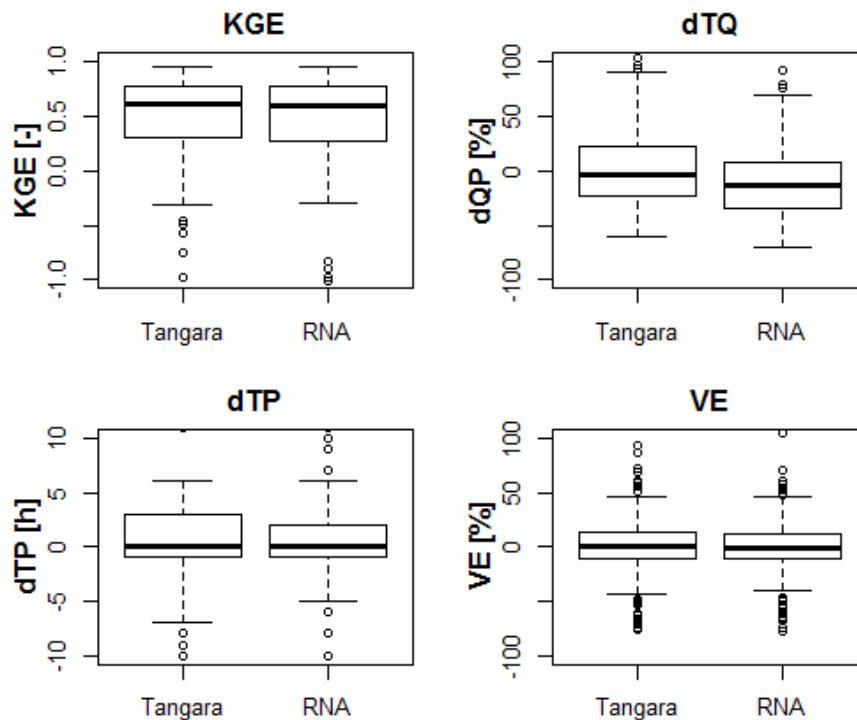 KGE
KGE [-]
1.0
0.5
0.0
-1.0
Tangara
RNA
dTQ
dQP [%]
100
50
0
-100
Tangara
RNA
dTP
dTP [h]
10
5
0
-5
-10
Tangara
RNA
VE
VE [%]
100
50
0
-100
Tangara
RNA